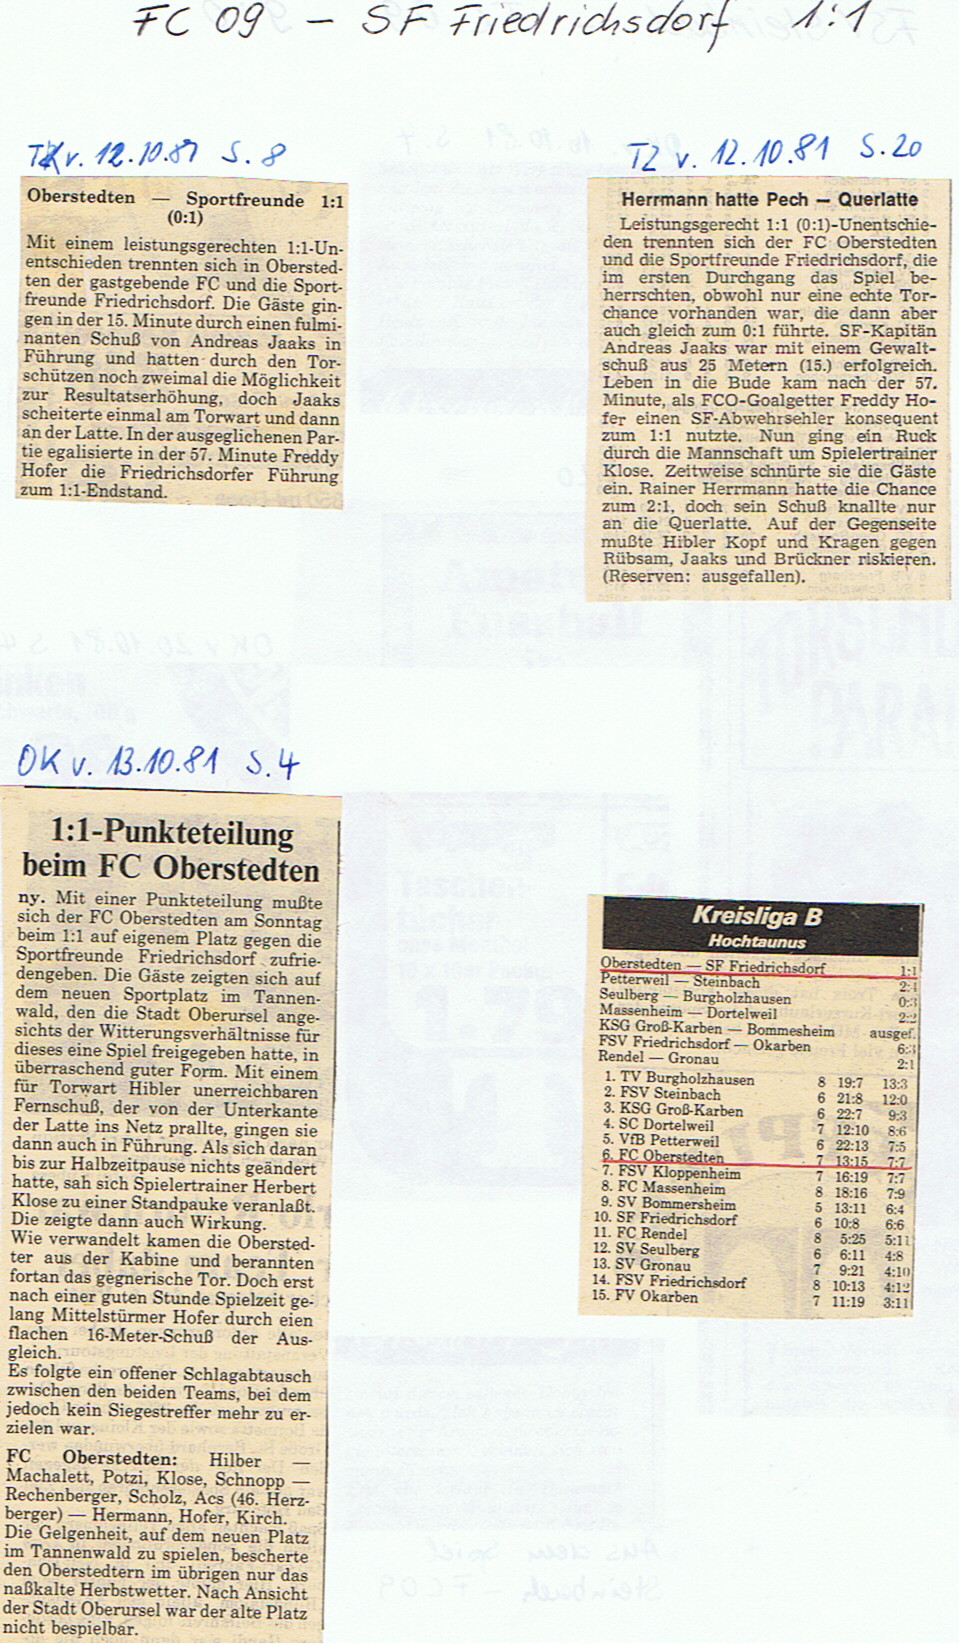 FC 09 — SF Friedrichsdorf 1:1
TK v. 12.10.81 S. 8
Oberstedten — Sportfreunde 1:1
(0:1)
Mit einem leistungsgerechten 1:1-Un-
entschieden trennten sich in Oberstед-
ten der gastgebende FC und die Sport-
freunde Friedrichsdorf. Die Gäste gin-
gen in der 15. Minute durch einen fulmi-
nanten Schuß von Andreas Jaaks in
Führung und hatten durch den Tor-
schützen noch zweimal die Möglichkeit
zur Resultatserhöhung, doch Jaaks
scheiterte einmal am Torwart und dann
an der Latte. In der ausgeglichenen Par-
tie egalisierte in der 57. Minute Freddy
Hofer die Friedrichsdorfer Führung
zum 1:1-Endstand.
TZ v. 12.10.81 S.20
Herrmann hatte Pech — Querlatte
Leistungsgerecht 1:1 (0:1)-Unentschie-
den trennten sich der FC Oberstedten
und die Sportfreunde Friedrichsdorf, die
im ersten Durchgang das Spiel be-
herrschten, obwohl nur eine echte Tor-
chance vorhanden war, die dann aber
auch gleich zum 0:1 führte. SF-Kapitän
Andreas Jaaks war mit einem Gewalt-
schuß aus 25 Metern (15.) erfolgreich.
Leben in die Bude kam nach der 57.
Minute, als FCO-Goalgetter Freddy Ho-
fer einen SF-Abwehrsehler konsequent
zum 1:1 nutzte. Nun ging ein Ruck
durch die Mannschaft um Spielertrainer
Klose. Zeitweise schnürte sie die Gäste
ein. Rainer Herrmann hatte die Chance
zum 2:1, doch sein Schuß knallte nur
an die Querlatte. Auf der Gegenseite
mußte Hibler Kopf und Kragen gegen
Rübsam, Jaaks und Brückner riskieren.
(Reserven: ausgefallen).
OK v. 13.10.81 S.4
1:1-Punkteteilung
beim FC Oberstedten
ny. Mit einer Punkteteilung mußte
sich der FC Oberstedten am Sonntag
beim 1:1 auf eigenem Platz gegen die
Sportfreunde Friedrichsdorf zufrie-
dengeben. Die Gäste zeigten sich auf
dem neuen Sportplatz im Tannen-
wald, den die Stadt Oberursel ange-
sichts der Witterungsverhältnisse für
dieses eine Spiel freigegeben hatte, in
überraschend guter Form. Mit einem
für Torwart Hibler unerreichbaren
Fernschuß, der von der Unterkante
der Latte ins Netz prallte, gingen sie
dann auch in Führung. Als sich daran
bis zur Halbzeitpause nichts geändert
hatte, sah sich Spielertrainer Herbert
Klose zu einer Standpauke veranlaßt.
Die zeigte dann auch Wirkung.
Wie verwandelt kamen die Obersted-
ter aus der Kabine und berannten
fortan das gegnerische Tor. Doch erst
nach einer guten Stunde Spielzeit ge-
lang Mittelstürmer Hofer durch eien
flachen 16-Meter-Schuß der Aus-
gleich.
Es folgte ein offener Schlagabtausch
zwischen den beiden Teams, bei dem
jedoch kein Siegestreffer mehr zu er-
zielen war.
FC Oberstedten: Hilber —
Machalett, Potzi, Klose, Schnopp —
Rechenberger, Scholz, Acs (46. Herz-
berger) — Hermann, Hofer, Kirch.
Die Gelgenheit, auf dem neuen Platz
im Tannenwald zu spielen, bescherte
den Oberstedtern im übrigen nur das
naßkalte Herbstwetter. Nach Ansicht
der Stadt Oberursel war der alte Platz
nicht bespielbar.
Kreisliga B
Hochtaunus
Oberstedten — SF Friedrichsdorf 1:1
Petterweil — Steinbach 2:4
Seulberg — Burgholzhausen 0:3
Massenheim — Dortelweil 2:2
KSG Groß-Karben — Bommesheim ausgef.
FSV Friedrichsdorf — Okarben 6:3
Rendel — Gronau 2:1
1. TV Burgholzhausen 8 19:7 13:3
2. FSV Steinbach 6 21:8 12:0
3. KSG Groß-Karben 6 22:7 9:3
4. SC Dortelweil 7 12:10 8:6
5. VfB Petterweil 6 22:13 7:5
6. FC Oberstedten 7 13:15 7:7
7. FSV Kloppenheim 7 16:19 7:7
8. FC Massenheim 8 18:16 7:9
9. SV Bommersheim 5 13:11 6:4
10. SF Friedrichsdorf 6 10:8 6:6
11. FC Rendel 8 5:25 5:11
12. SV Seulberg 6 6:11 4:8
13. SV Gronau 7 9:21 4:10
14. FSV Friedrichsdorf 8 10:13 4:12
15. FV Okarben 7 11:19 3:11